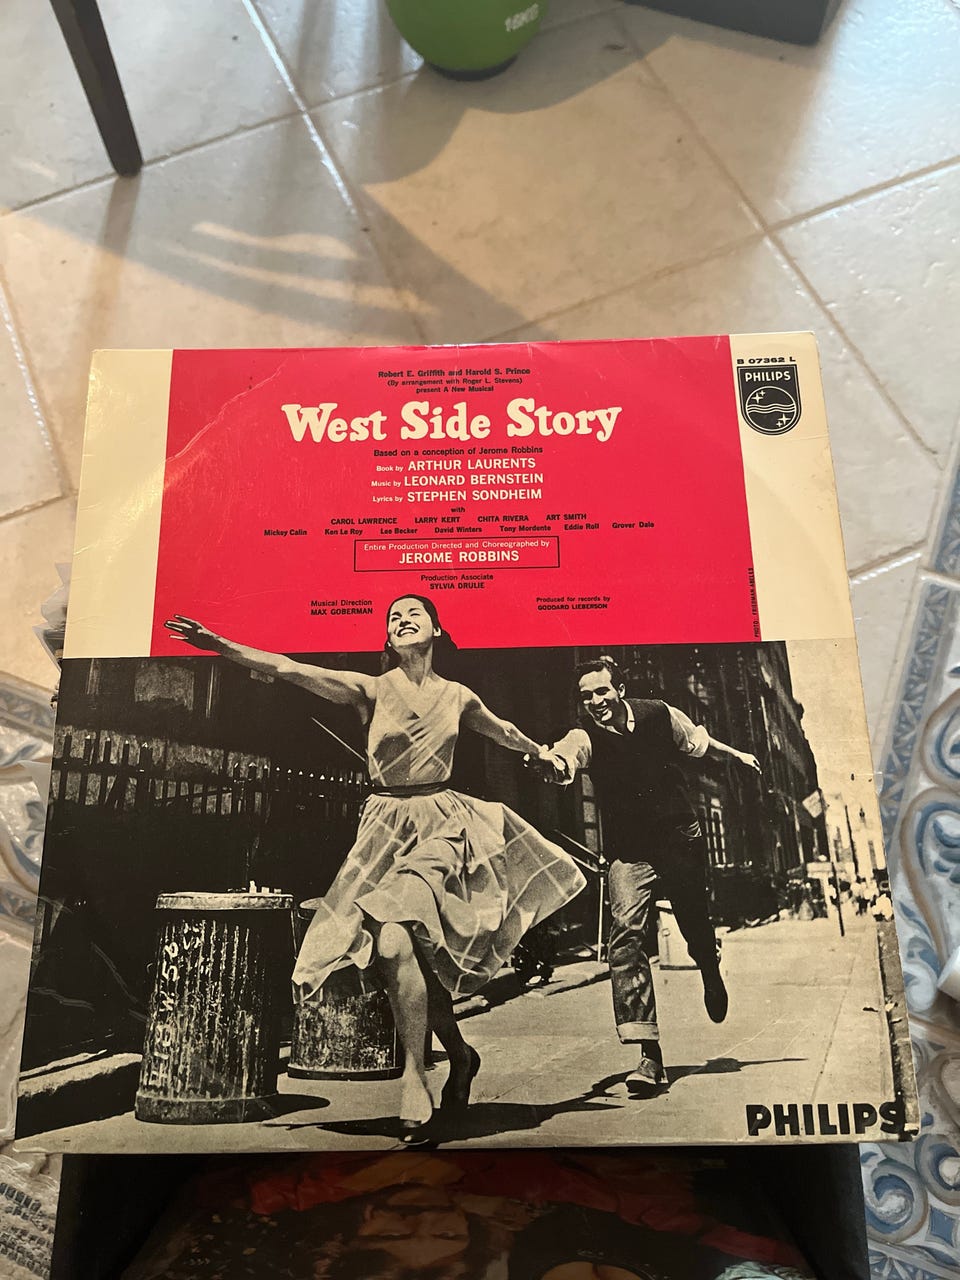 16KG
Robert E. Griffith and Harold S. Prince
(By arrangement with Roger L. Stevens)
present A New Musical
B 07362 L
PHILIPS
West Side Story
Based on a conception of Jerome Robbins
Book by ARTHUR LAURENTS
Music by LEONARD BERNSTEIN
Lyrics by STEPHEN SONDHEIM
with
CAROL LAWRENCE LARRY KERT CHITA RIVERA ART SMITH
Mickey Calin Ken Le Roy Lee Becker David Winters Tony Mordente Eddie Roll Grover Dale
Entire Production Directed and Choreographed by
JEROME ROBBINS
Production Associate
SYLVIA DRULIE
Musical Direction
MAX GOBERMAN
Produced for records by
GODDARD LIEBERSON
PHOTO: FRIEDMAN-ABELES
PHILIPS